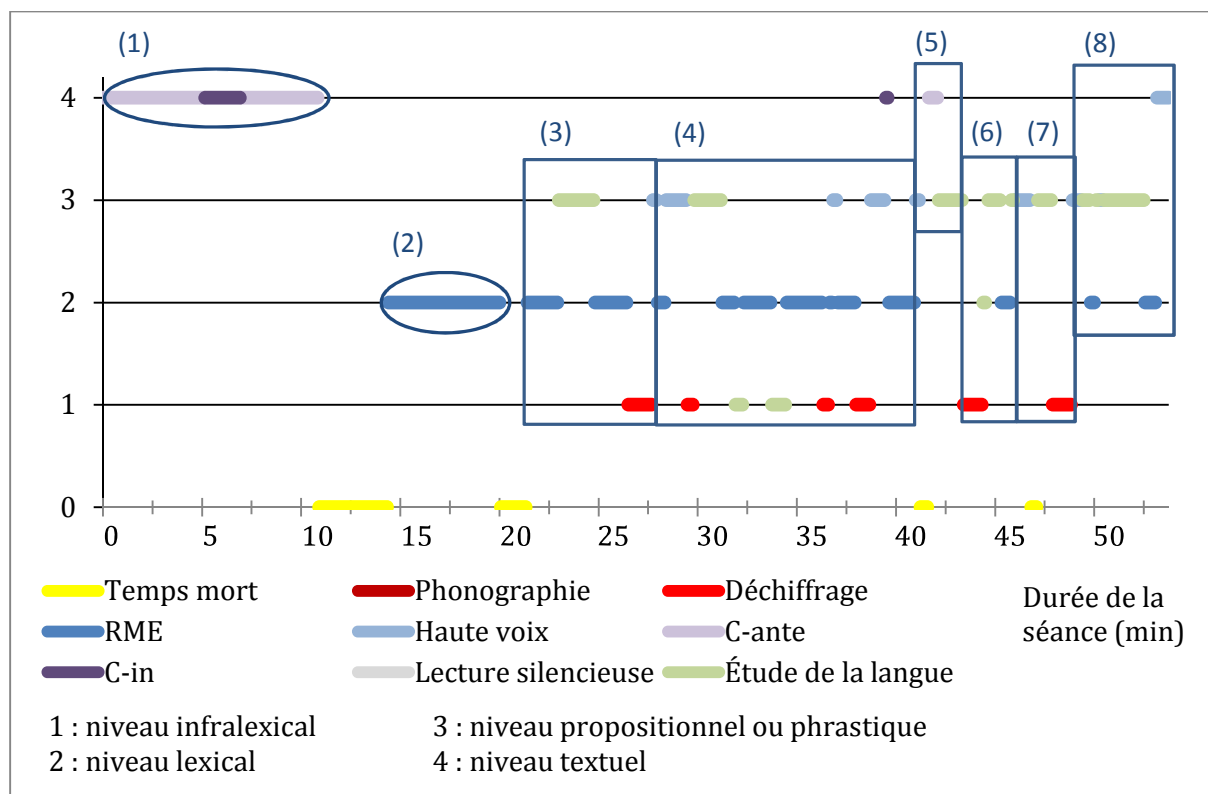 (1)
(5)
(8)
4
(3)
(4)
(6)
(7)
3
(2)
2
1
0
0 5 10 15 20 25 30 35 40 45 50
Temps mort
Phonographie
Déchiffrage
Durée de la
séance (min)
RME
Haute voix
C-ante
C-in
Lecture silencieuse
Étude de la langue
1 : niveau infralexical
3 : niveau propositionnel ou phrastique
2 : niveau lexical
4 : niveau textuel